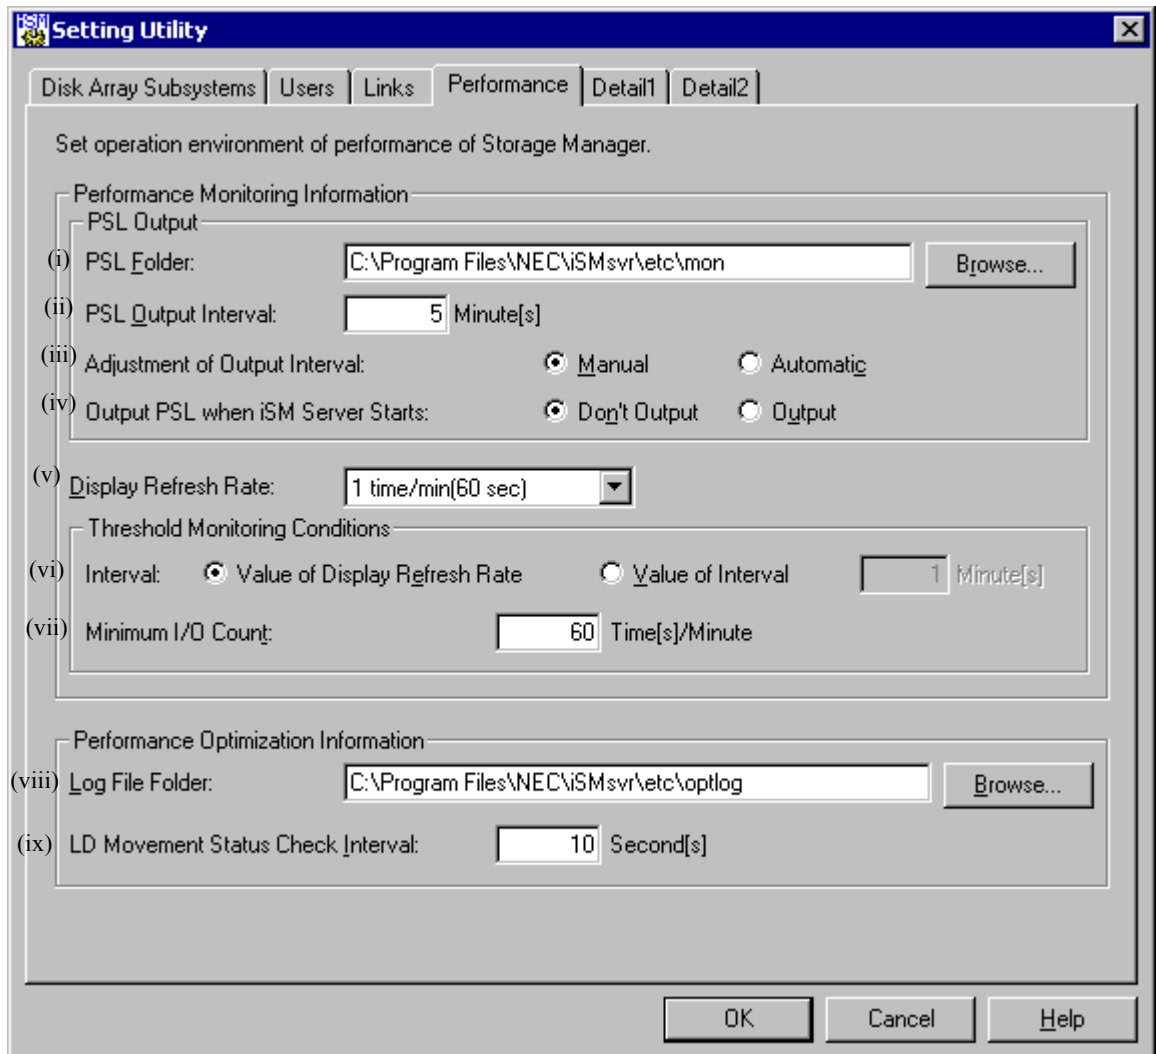 iSM Setting Utility
Disk Array Subsystems Users Links Performance Detail1 Detail2
Set operation environment of performance of Storage Manager.
Performance Monitoring Information
PSL Output
(i) PSL Folder: C:\Program Files\NEC\iSMsvr\etc\mon Browse...
(ii) PSL Output Interval: 5 Minute[s]
(iii) Adjustment of Output Interval: Manual Automatic
(iv) Output PSL when iSM Server Starts: Don't Output Output
(v) Display Refresh Rate: 1 time/min(60 sec)
Threshold Monitoring Conditions
(vi) Interval: Value of Display Refresh Rate Value of Interval 1 Minute[s]
(vii) Minimum I/O Count: 60 Time[s]/Minute
Performance Optimization Information
(viii) Log File Folder: C:\Program Files\NEC\iSMsvr\etc\optlog Browse...
(ix) LD Movement Status Check Interval: 10 Second[s]
OK Cancel Help